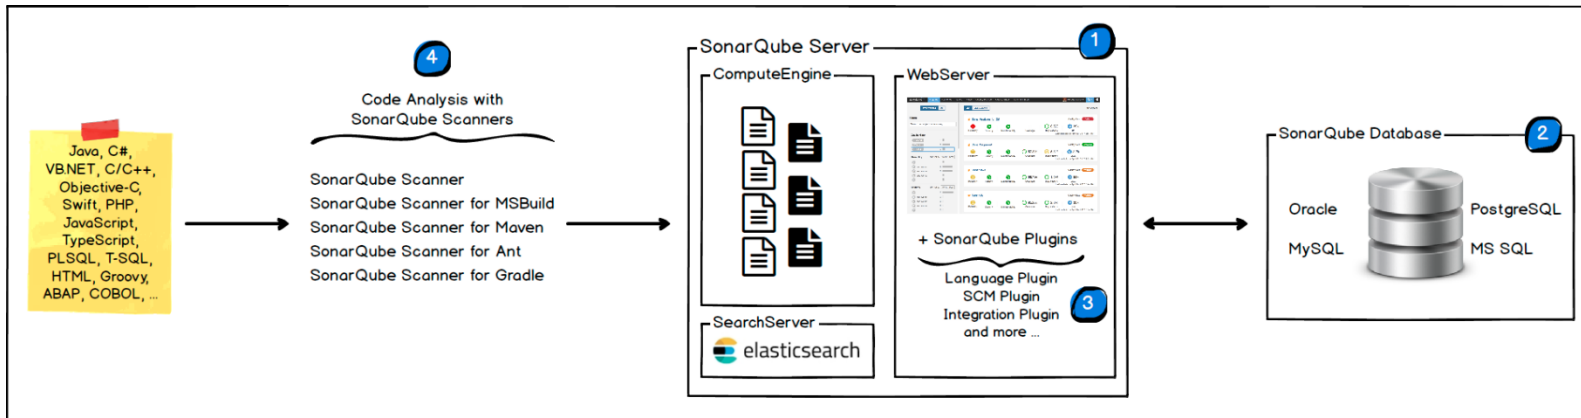 Java, C#,
VB.NET, C/C++,
Objective-C,
Swift, PHP,
JavaScript,
TypeScript,
PLSQL, T-SQL,
HTML, Groovy,
ABAP, COBOL, ...
4
Code Analysis with
SonarQube Scanners
SonarQube Scanner
SonarQube Scanner for MSBuild
SonarQube Scanner for Maven
SonarQube Scanner for Ant
SonarQube Scanner for Gradle
SonarQube Server
1
ComputeEngine
SearchServer
elasticsearch
WebServer
+ SonarQube Plugins
Language Plugin
SCM Plugin
Integration Plugin
and more ...
3
SonarQube Database
2
Oracle
PostgreSQL
MySQL
MS SQL